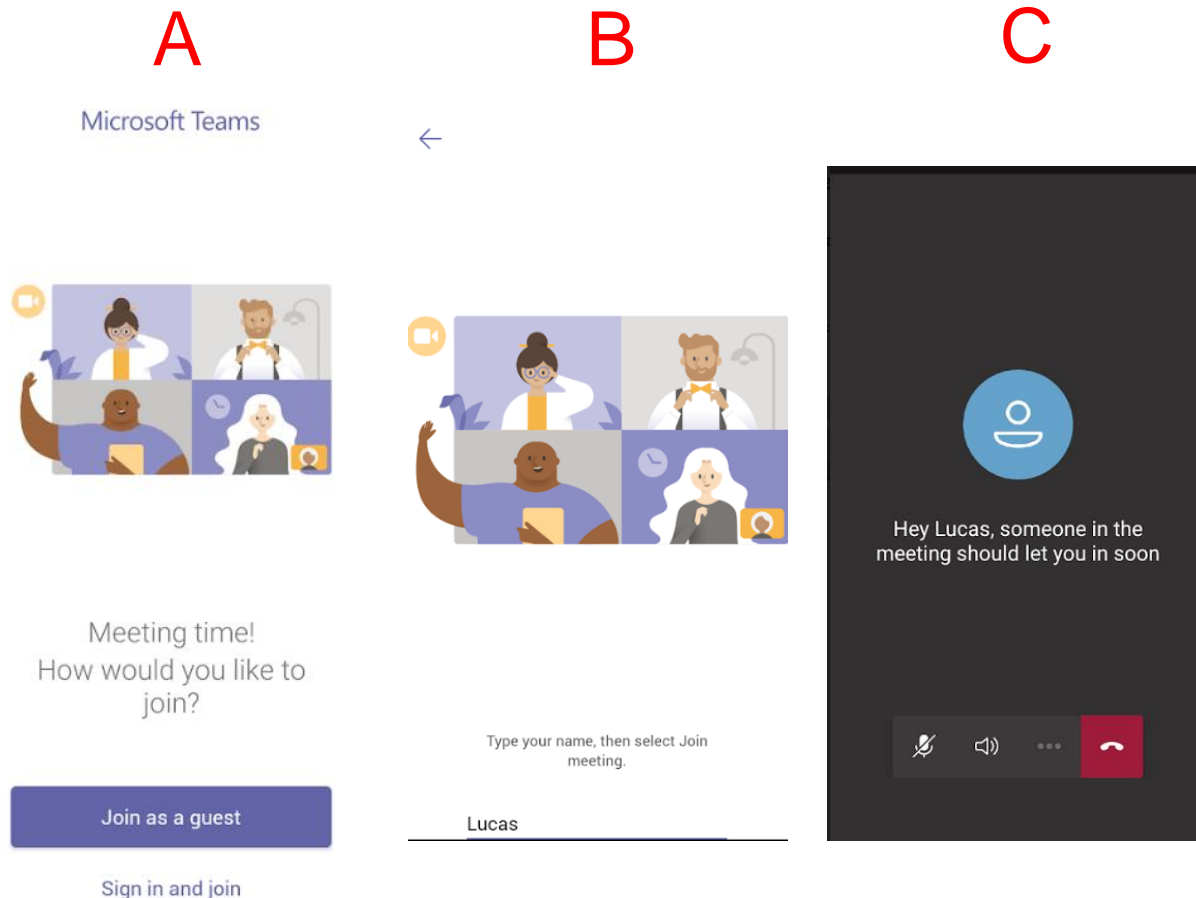 A
B
C
Microsoft Teams
Meeting time!
How would you like to
join?
Join as a guest
Sign in and join
Type your name, then select Join
meeting.
Lucas
Hey Lucas, someone in the
meeting should let you in soon